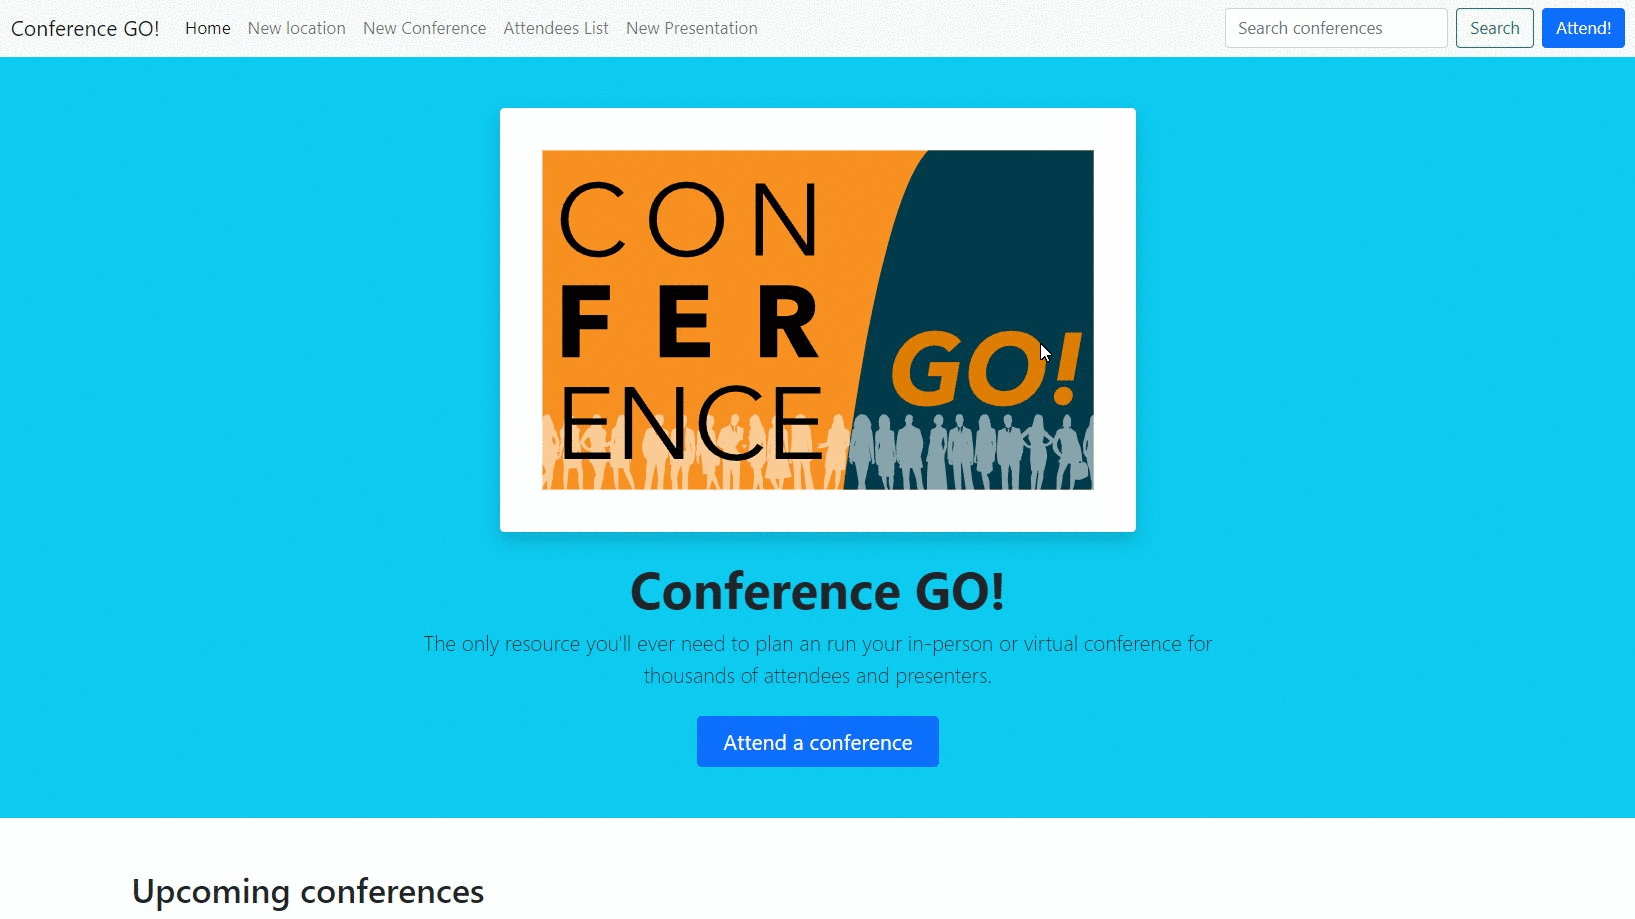 Conference GO! Home New location New Conference Attendees List New Presentation Search conferences Search Attend!
CON
FER
ENCE
GO!
Conference GO!
The only resource you'll ever need to plan an run your in-person or virtual conference for
thousands of attendees and presenters.
Attend a conference
Upcoming conferences